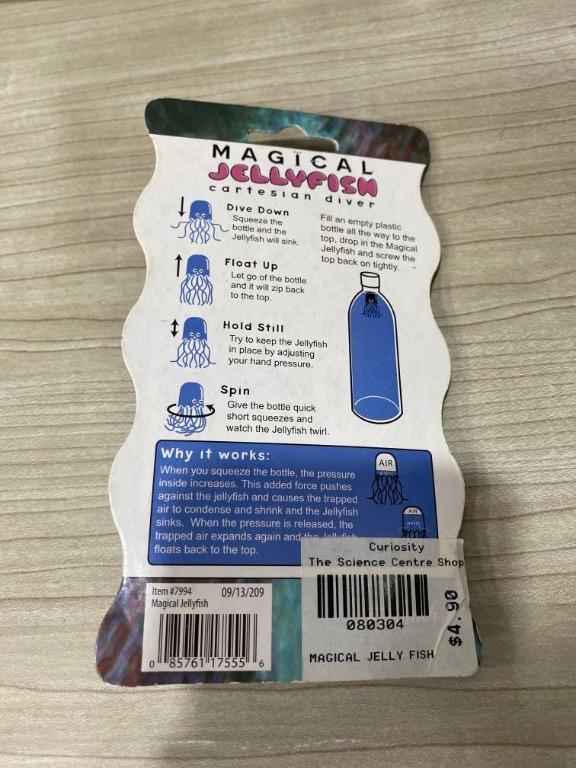 MAGICAL
JELLYFISH
cartesian diver
Dive Down
Squeeze the
bottle and the
Jellyfish will sink.
Float Up
Let go of the bottle
and it will zip back
to the top.
Hold Still
Try to keep the Jellyfish
in place by adjusting
your hand pressure.
Spin
Give the bottle quick
short squeezes and
watch the Jellyfish twirl.
Fill an empty plastic
bottle all the way to the
top, drop in the Magical
Jellyfish and screw the
top back on tightly.
Why it works:
When you squeeze the bottle, the pressure
inside increases. This added force pushes
against the jellyfish and causes the trapped
air to condense and shrink and the Jellyfish
sinks. When the pressure is released, the
trapped air expands again and the Jellyfish
floats back to the top.
AIR
AIR
WATER
Item #7994
09/13/209
Magical Jellyfish
0 85761 17555 6
Curiosity
The Science Centre Shop
080304
$4.90
MAGICAL JELLY FISH